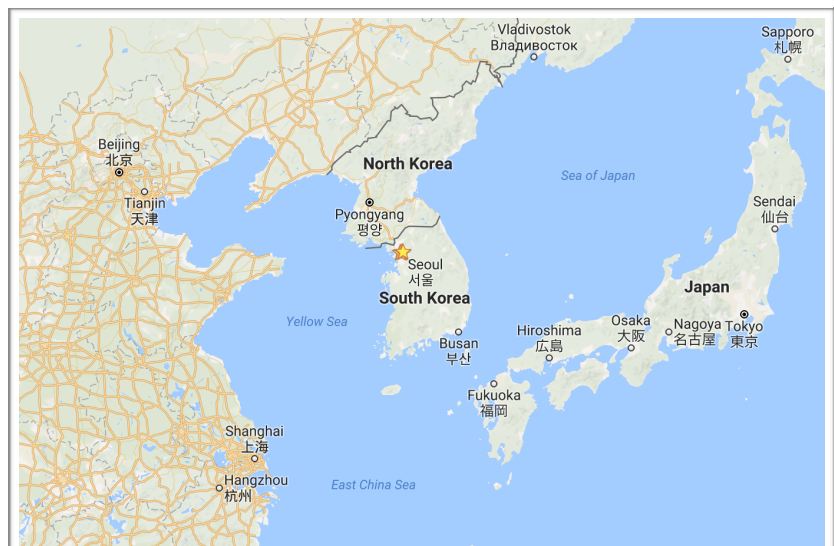 Vladivostok
Владивосток
Sapporo
札幌
Beijing
北京
North Korea
Sea of Japan
Tianjin
天津
Pyongyang
평양
Sendai
仙台
Seoul
서울
South Korea
Japan
Yellow Sea
Hiroshima
広島
Osaka
大阪
Nagoya
名古屋
Tokyo
東京
Busan
부산
Fukuoka
福岡
Shanghai
上海
Hangzhou
杭州
East China Sea